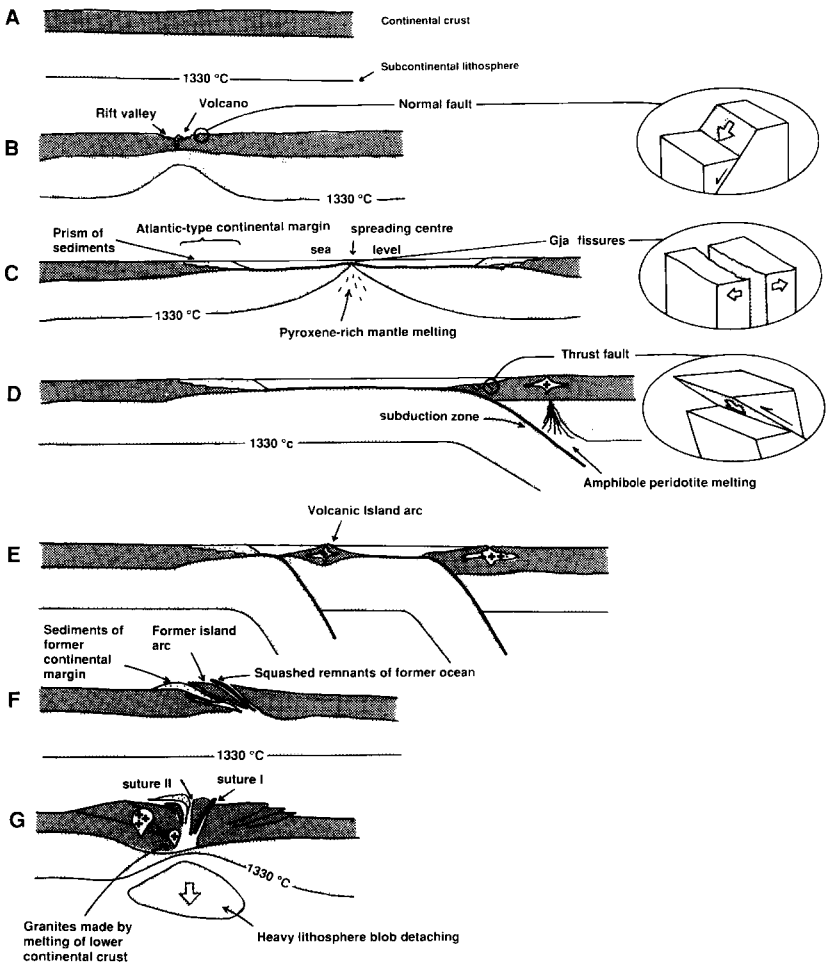 A
Continental crust
1330 °C
Subcontinental lithosphere
B
Rift valley
Volcano
Normal fault
1330 °C
C
Prism of
sediments
Atlantic-type continental margin
spreading centre
sea level
Gja fissures
1330 °C
Pyroxene-rich mantle melting
D
Thrust fault
subduction zone
1330 °c
Amphibole peridotite melting
E
Volcanic Island arc
F
Sediments of
former
continental
margin
Former island
arc
Squashed remnants of former ocean
1330 °C
G
suture II
suture I
1330 °C
Granites made by
melting of lower
continental crust
Heavy lithosphere blob detaching